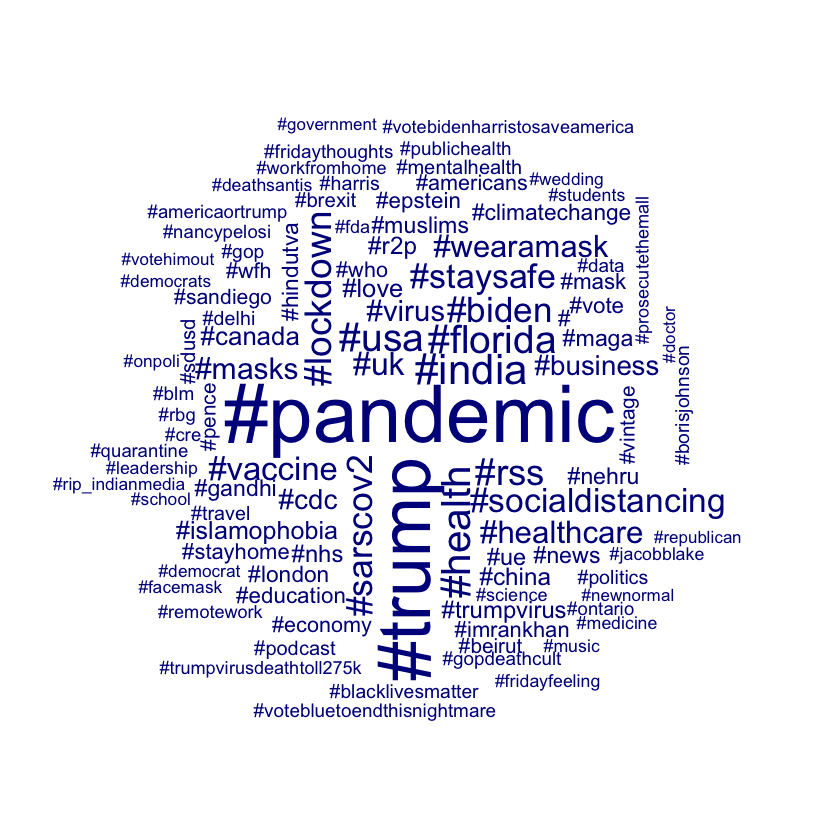 #government
#votebidenharristosaveamerica
#fridaythoughts
#publichealth
#workfromhome
#mentalhealth
#deathsantis
#harris
#americans
#wedding
#brexit
#epstein
#students
#americaortrump
#fda
#muslims
#climatechange
#nancypelosi
#hindutva
#lockdown
#r2p
#wearamask
#prosecutethemall
#votehimout
#gop
#wfh
#who
#staysafe
#data
#democrats
#love
#mask
#sandiego
#virus
#biden
#
#vote
#delhi
#canada
#usa
#florida
#maga
#doctor
#sdusd
#onpoli
#masks
#uk
#india
#business
#borisjohnson
#blm
#pence
#pandemic
#vintage
#rbg
#cre
#quarantine
#leadership
#vaccine
#sarscov2
#trump
#health
#rss
#nehru
#rip_indianmedia
#gandhi
#school
#cdc
#socialdistancing
#travel
#islamophobia
#healthcare
#republican
#stayhome
#nhs
#ue
#news
#jacobblake
#democrat
#london
#china
#politics
#facemask
#education
#science
#newnormal
#remotework
#trumpvirus
#ontario
#economy
#imrankhan
#medicine
#podcast
#beirut
#music
#trumpvirusdeathtoll275k
#gopdeathcult
#blacklivesmatter
#fridayfeeling
#votebluetoendthisnightmare